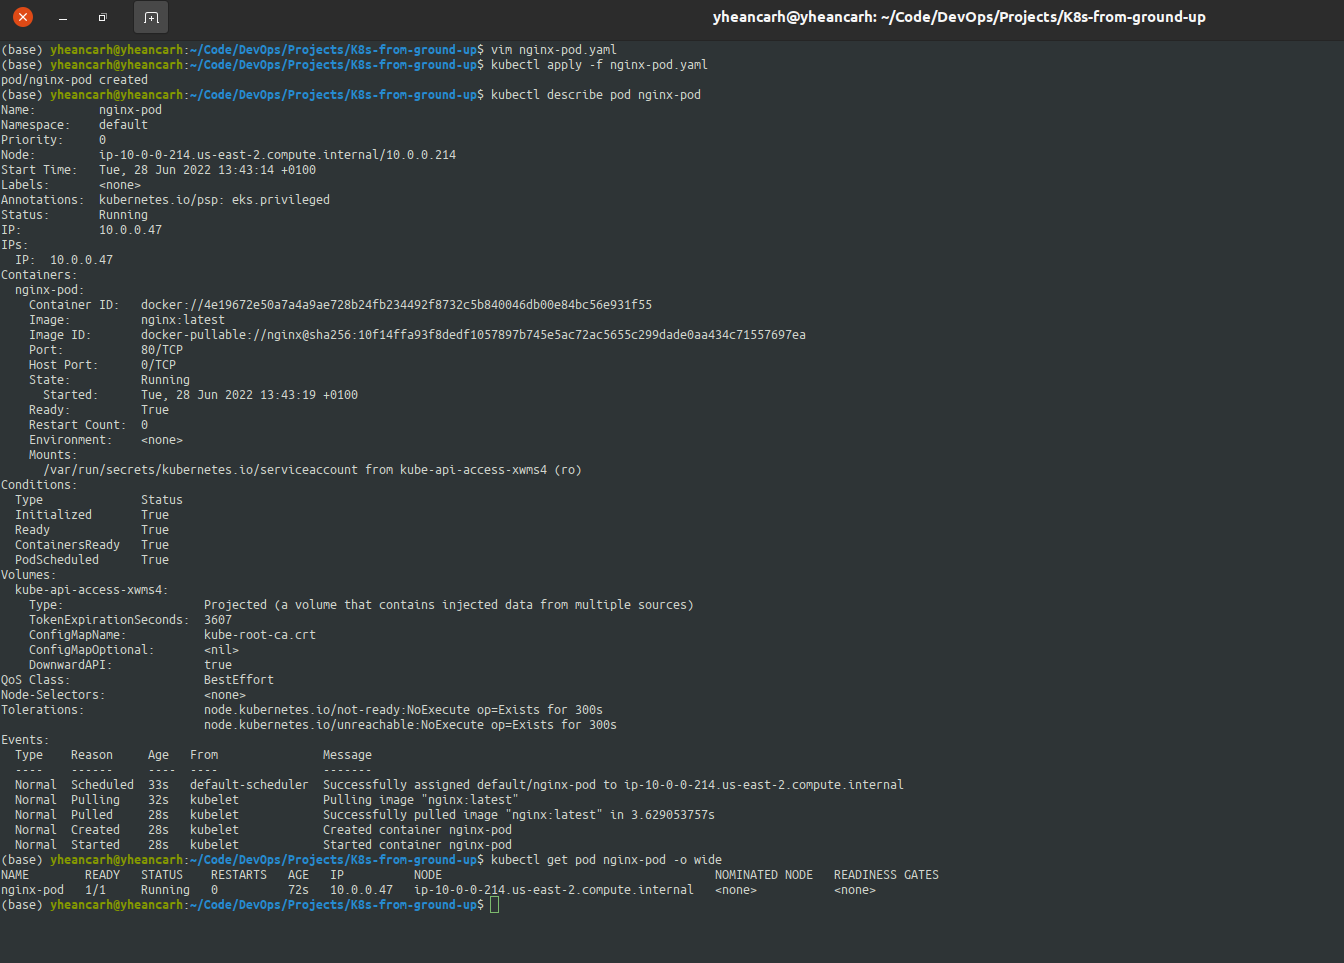 yheancarh@yheancarh: ~/Code/DevOps/Projects/K8s-from-ground-up
(base) yheancarh@yheancarh:~/Code/DevOps/Projects/K8s-from-ground-up$ vim nginx-pod.yaml
(base) yheancarh@yheancarh:~/Code/DevOps/Projects/K8s-from-ground-up$ kubectl apply -f nginx-pod.yaml
pod/nginx-pod created
(base) yheancarh@yheancarh:~/Code/DevOps/Projects/K8s-from-ground-up$ kubectl describe pod nginx-pod
Name:         nginx-pod
Namespace:    default
Priority:     0
Node:         ip-10-0-0-214.us-east-2.compute.internal/10.0.0.214
Start Time:   Tue, 28 Jun 2022 13:43:14 +0100
Labels:       <none>
Annotations:  kubernetes.io/psp: eks.privileged
Status:       Running
IP:           10.0.0.47
IPs:
  IP:  10.0.0.47
Containers:
  nginx-pod:
    Container ID:   docker://4e19672e50a7a4a9ae728b24fb234492f8732c5b840046db00e84bc56e931f55
    Image:          nginx:latest
    Image ID:       docker-pullable://nginx@sha256:10f14ffa93f8dedf1057897b745e5ac72ac5655c299dade0aa434c71557697ea
    Port:           80/TCP
    Host Port:      0/TCP
    State:          Running
      Started:      Tue, 28 Jun 2022 13:43:19 +0100
    Ready:          True
    Restart Count:  0
    Environment:    <none>
    Mounts:
      /var/run/secrets/kubernetes.io/serviceaccount from kube-api-access-xwms4 (ro)
Conditions:
  Type              Status
  Initialized       True
  Ready             True
  ContainersReady   True
  PodScheduled      True
Volumes:
  kube-api-access-xwms4:
    Type:                    Projected (a volume that contains injected data from multiple sources)
    TokenExpirationSeconds:  3607
    ConfigMapName:           kube-root-ca.crt
    ConfigMapOptional:       <nil>
    DownwardAPI:             true
QoS Class:                   BestEffort
Node-Selectors:              <none>
Tolerations:                 node.kubernetes.io/not-ready:NoExecute op=Exists for 300s
                             node.kubernetes.io/unreachable:NoExecute op=Exists for 300s
Events:
  Type    Reason     Age   From               Message
  ----    ------     ----  ----               -------
  Normal  Scheduled  33s   default-scheduler  Successfully assigned default/nginx-pod to ip-10-0-0-214.us-east-2.compute.internal
  Normal  Pulling    32s   kubelet            Pulling image "nginx:latest"
  Normal  Pulled     28s   kubelet            Successfully pulled image "nginx:latest" in 3.629053757s
  Normal  Created    28s   kubelet            Created container nginx-pod
  Normal  Started    28s   kubelet            Started container nginx-pod
(base) yheancarh@yheancarh:~/Code/DevOps/Projects/K8s-from-ground-up$ kubectl get pod nginx-pod -o wide
NAME        READY   STATUS    RESTARTS   AGE   IP          NODE                                       NOMINATED NODE   READINESS GATES
nginx-pod   1/1     Running   0          72s   10.0.0.47   ip-10-0-0-214.us-east-2.compute.internal   <none>           <none>
(base) yheancarh@yheancarh:~/Code/DevOps/Projects/K8s-from-ground-up$